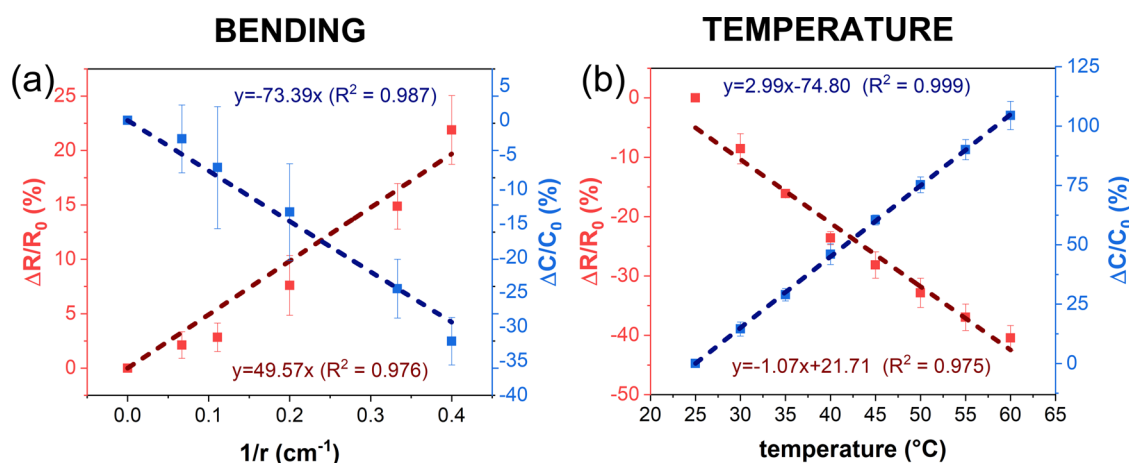 BENDING
TEMPERATURE
(a)
y=-73.39x (R² = 0.987)
y=49.57x (R² = 0.976)
ΔR/R₀ (%)
25
20
15
10
5
0
ΔC/C₀ (%)
5
0
-5
-10
-15
-20
-25
-30
-35
-40
0.0 0.1 0.2 0.3 0.4
1/r (cm⁻¹)
(b)
y=2.99x-74.80 (R² = 0.999)
y=-1.07x+21.71 (R² = 0.975)
ΔR/R₀ (%)
0
-10
-20
-30
-40
-50
ΔC/C₀ (%)
125
100
75
50
25
0
20 25 30 35 40 45 50 55 60 65
temperature (°C)